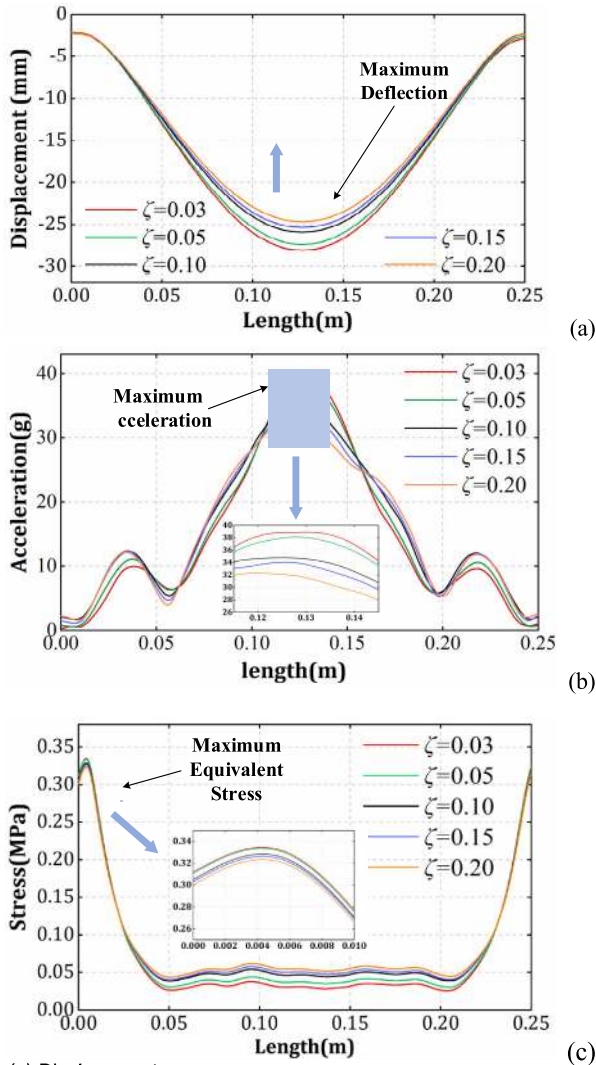 0
-5
-10
-15
-20
-25
-30
Displacement (mm)
Maximum
Deflection
ζ=0.03
ζ=0.05
ζ=0.10
ζ=0.15
ζ=0.20
0.00 0.05 0.10 0.15 0.20 0.25
Length(m)
(a)
40
30
20
10
0
Acceleration(g)
Maximum
cceleration
ζ=0.03
ζ=0.05
ζ=0.10
ζ=0.15
ζ=0.20
40
38
36
34
32
30
28
26
0.12 0.13 0.14
0.00 0.05 0.10 0.15 0.20 0.25
length(m)
(b)
0.35
0.30
0.25
0.20
0.15
0.10
0.05
0.00
Stress(MPa)
Maximum
Equivalent
Stress
ζ=0.03
ζ=0.05
ζ=0.10
ζ=0.15
ζ=0.20
0.34
0.32
0.30
0.28
0.26
0.000 0.002 0.004 0.006 0.008 0.010
0.00 0.05 0.10 0.15 0.20 0.25
Length(m)
(c)